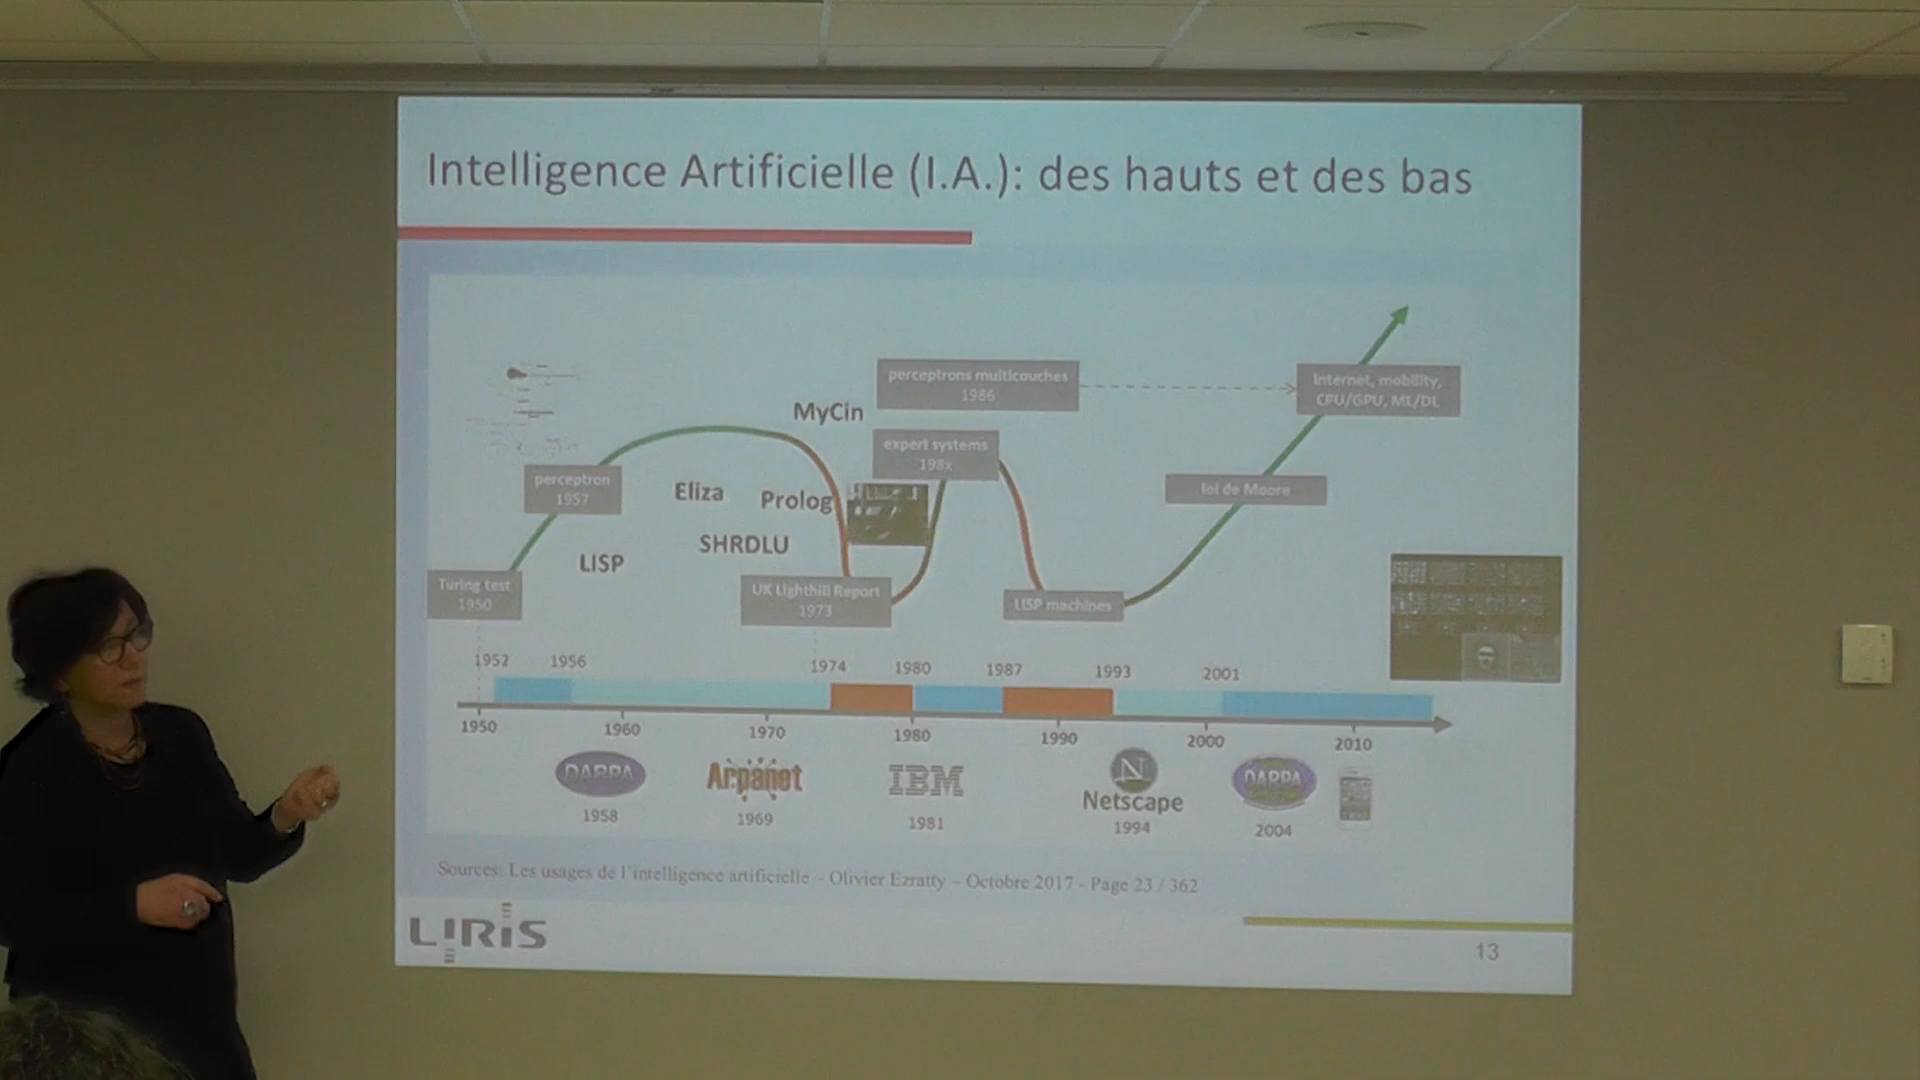 Intelligence Artificielle (I.A.): des hauts et des bas
perceptrons multicouches
1986
Internet, mobility,
CPU/GPU, ML/DL
MyCin
expert systems
198x
perceptron
1957
Eliza
Prolog
loi de Moore
SHRDLU
LISP
Turing test
1950
UK Lighthill Report
1973
LISP machines
1952 1956 1974 1980 1987 1993 2001
1950 1960 1970 1980 1990 2000 2010
DARPA
1958
Arpanet
1969
IBM
1981
N
Netscape
1994
DARPA
2004
Sources: Les usages de l'intelligence artificielle – Olivier Ezratty – Octobre 2017 - Page 23 / 362
LIRIS
13